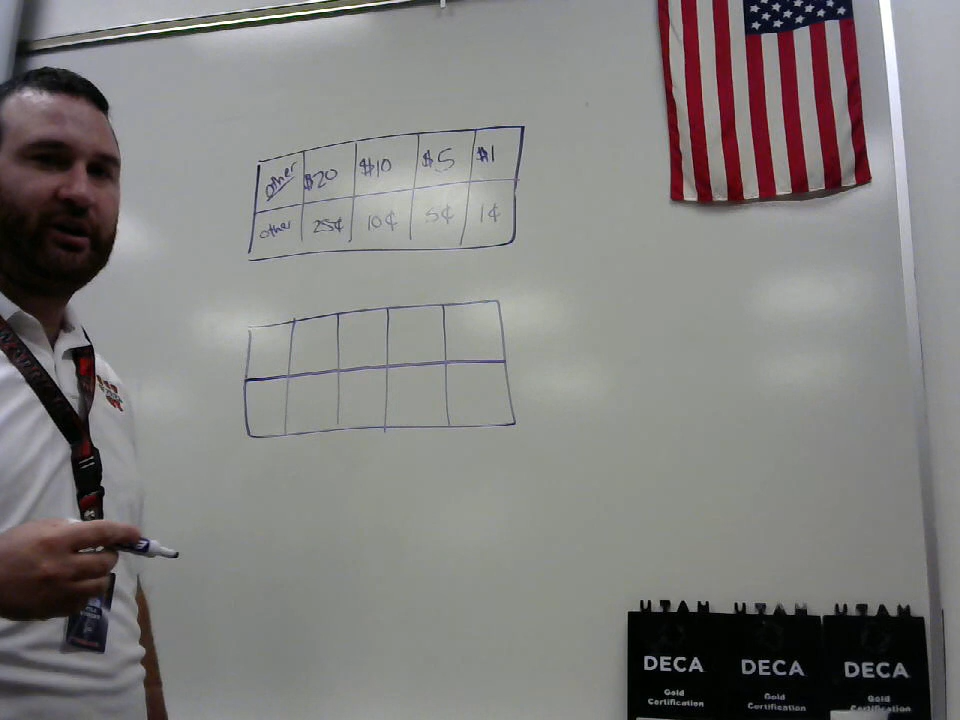 other $20 $10 $5 $1
other 25¢ 10¢ 5¢ 1¢
UTAH UTAH UTAH
DECA DECA DECA
Gold Gold Gold
Certification Certification Certification